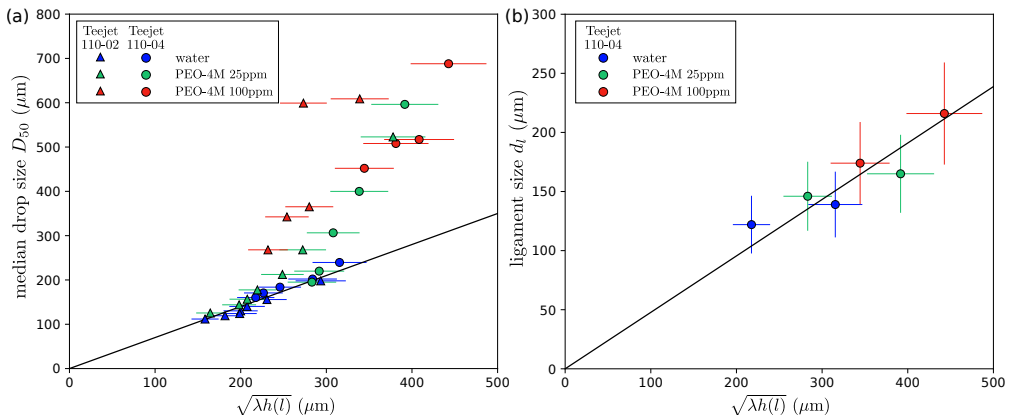 (a)
800
700
600
500
400
300
200
100
0
median drop size D₅₀ (μm)
Teejet Teejet
110-02 110-04
water
PEO-4M 25ppm
PEO-4M 100ppm
0 100 200 300 400 500
√λh(l) (μm)
(b)
300
250
200
150
100
50
0
ligament size d_l (μm)
Teejet
110-04
water
PEO-4M 25ppm
PEO-4M 100ppm
0 100 200 300 400 500
√λh(l) (μm)